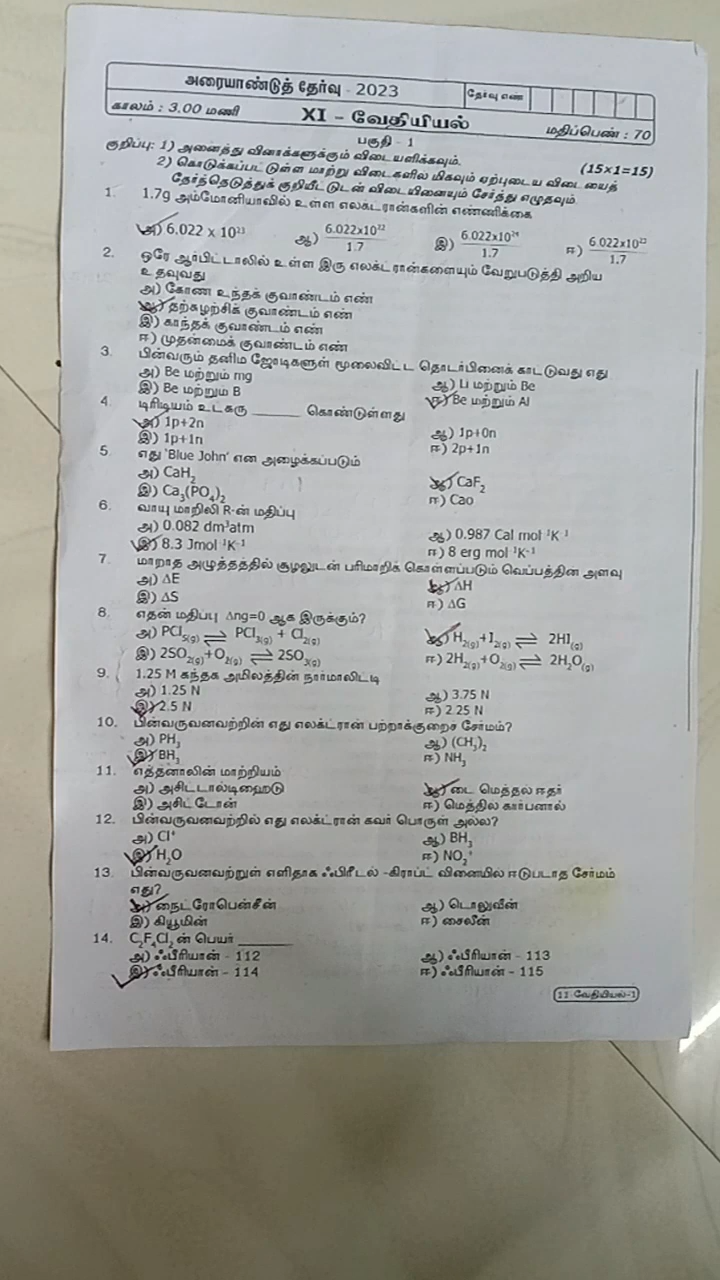 அரையாண்டுத் தேர்வு - 2023
தேர்வு எண்
காலம் : 3.00 மணி
XI - வேதியியல்
மதிப்பெண் : 70
பகுதி - 1
குறிப்பு: 1) அனைத்து வினாக்களுக்கும் விடையளிக்கவும்.
(15x1=15)
2) கொடுக்கப்பட்டுள்ள மாற்று விடைகளில் மிகவும் ஏற்புடைய விடையைத்
தேர்ந்தெடுத்துக் குறியீட்டுடன் விடையினையும் சேர்த்து எழுதவும்.
1. 1.7g அம்மோனியாவில் உள்ள எலக்ட்ரான்களின் எண்ணிக்கை
அ) 6.022 x 10²³ ஆ) 6.022x10²²/1.7 இ) 6.022x10²⁴/1.7 ஈ) 6.022x10²³/1.7
2. ஒரே ஆர்பிட்டாலில் உள்ள இரு எலக்ட்ரான்களையும் வேறுபடுத்தி அறிய
உதவுவது
அ) கோண உந்தக் குவாண்டம் எண்
ஆ) தற்சுழற்சிக் குவாண்டம் எண்
இ) காந்தக் குவாண்டம் எண்
ஈ) முதன்மைக் குவாண்டம் எண்
3. பின்வரும் தனிம ஜோடிகளுள் மூலைவிட்ட தொடர்பினைக் காட்டுவது எது
அ) Be மற்றும் mg ஆ) Li மற்றும் Be
இ) Be மற்றும் B ஈ) Be மற்றும் Al
4. டிரிடியம் உட்கரு ______ கொண்டுள்ளது
அ) 1p+2n ஆ) 1p+0n
இ) 1p+1n ஈ) 2p+1n
5. எது 'Blue John' என அழைக்கப்படும்
அ) CaH₂ ஆ) CaF₂
இ) Ca₃(PO₄)₂ ஈ) Cao
6. வாயு மாறிலி R-ன் மதிப்பு
அ) 0.082 dm³atm ஆ) 0.987 Cal mol⁻¹K⁻¹
இ) 8.3 Jmol⁻¹K⁻¹ ஈ) 8 erg mol⁻¹K⁻¹
7. மாறாத அழுத்தத்தில் சூழலுடன் பரிமாறிக் கொள்ளப்படும் வெப்பத்தின் அளவு
அ) ΔE ஆ) ΔH
இ) ΔS ஈ) ΔG
8. எதன் மதிப்பு Δng=0 ஆக இருக்கும்?
அ) PCl₅(g) ⇌ PCl₃(g) + Cl₂(g) ஆ) H₂(g)+I₂(g) ⇌ 2HI(g)
இ) 2SO₂(g)+O₂(g) ⇌ 2SO₃(g) ஈ) 2H₂(g)+O₂(g) ⇌ 2H₂O(g)
9. 1.25 M கந்தக அமிலத்தின் நார்மாலிட்டி
அ) 1.25 N ஆ) 3.75 N
இ) 2.5 N ஈ) 2.25 N
10. பின்வருவனவற்றின் எது எலக்ட்ரான் பற்றாக்குறைச் சேர்மம்?
அ) PH₃ ஆ) (CH₃)₂
இ) BH₃ ஈ) NH₃
11. எத்தனாலின் மாற்றியம்
அ) அசிட்டால்டிஹைடு ஆ) டை மெத்தல் ஈதர்
இ) அசிட்டோன் ஈ) மெத்தில் கார்பனால்
12. பின்வருவனவற்றில் எது எலக்ட்ரான் கவர் பொருள் அல்ல?
அ) Cl⁺ ஆ) BH₃
இ) H₂O ஈ) NO₂⁺
13. பின்வருவனவற்றுள் எளிதாக ஃபிரீடல் -கிராப்ட் வினையில் ஈடுபடாத சேர்மம்
எது?
அ) நைட்ரோபென்சீன் ஆ) டொலுவீன்
இ) கியூமின் ஈ) சைலீன்
14. C₂F₄Cl₂ ன் பெயர் ______
அ) ஃபீரியான் - 112 ஆ) ஃபீரியான் - 113
இ) ஃபீரியான் - 114 ஈ) ஃபீரியான் - 115
11 வேதியியல்-1